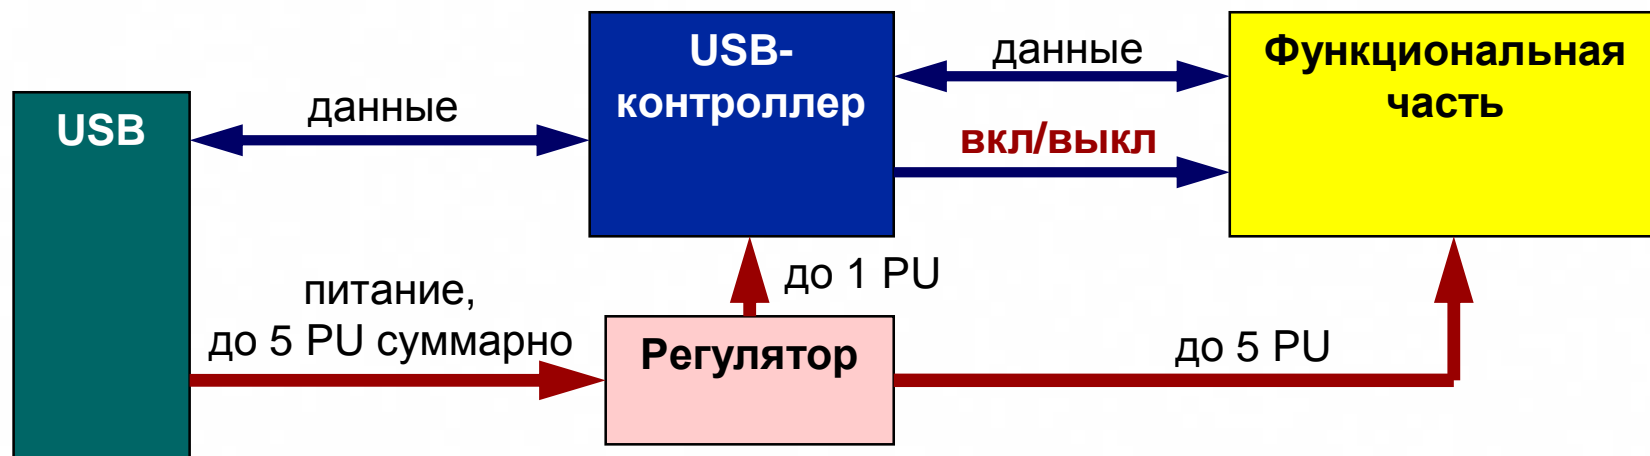 USB
данные
USB-
контроллер
данные
вкл/выкл
Функциональная
часть
питание,
до 5 PU суммарно
до 1 PU
Регулятор
до 5 PU